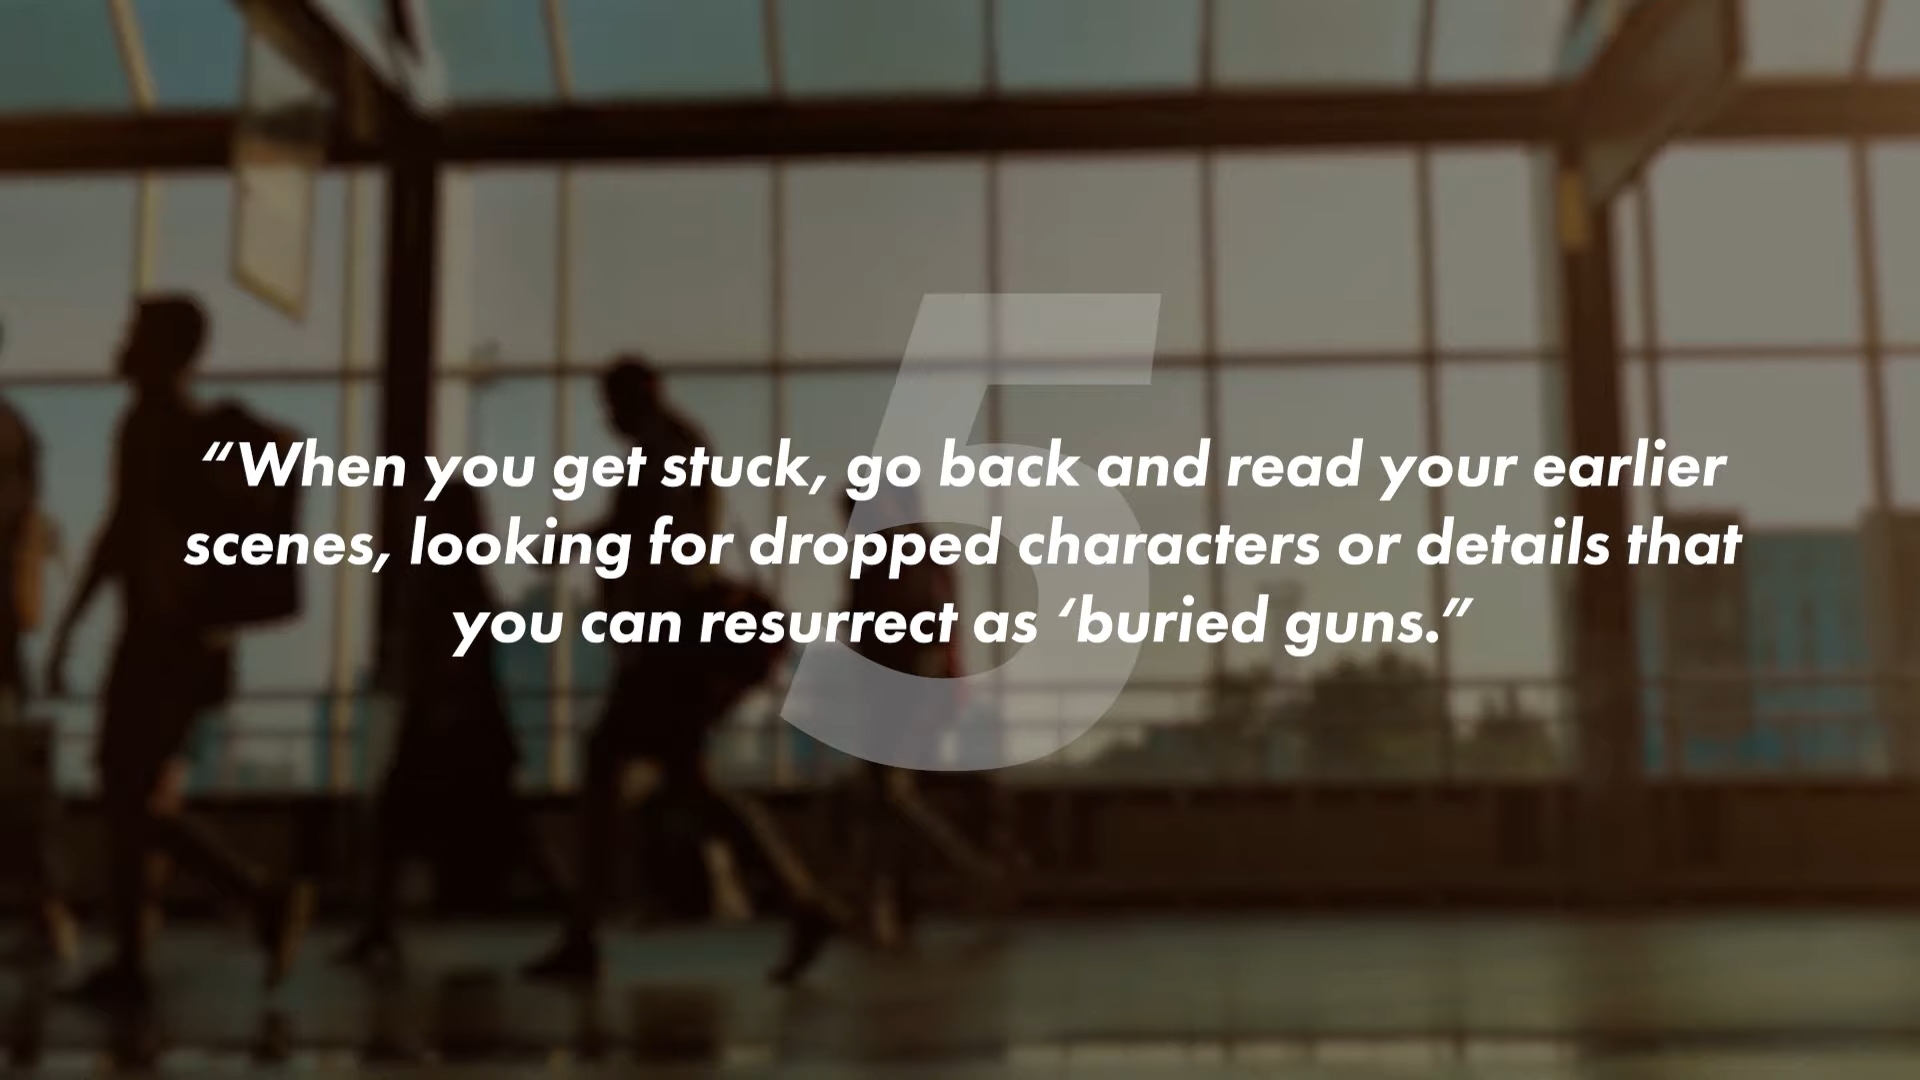 5
“When you get stuck, go back and read your earlier
scenes, looking for dropped characters or details that
you can resurrect as ‘buried guns.”